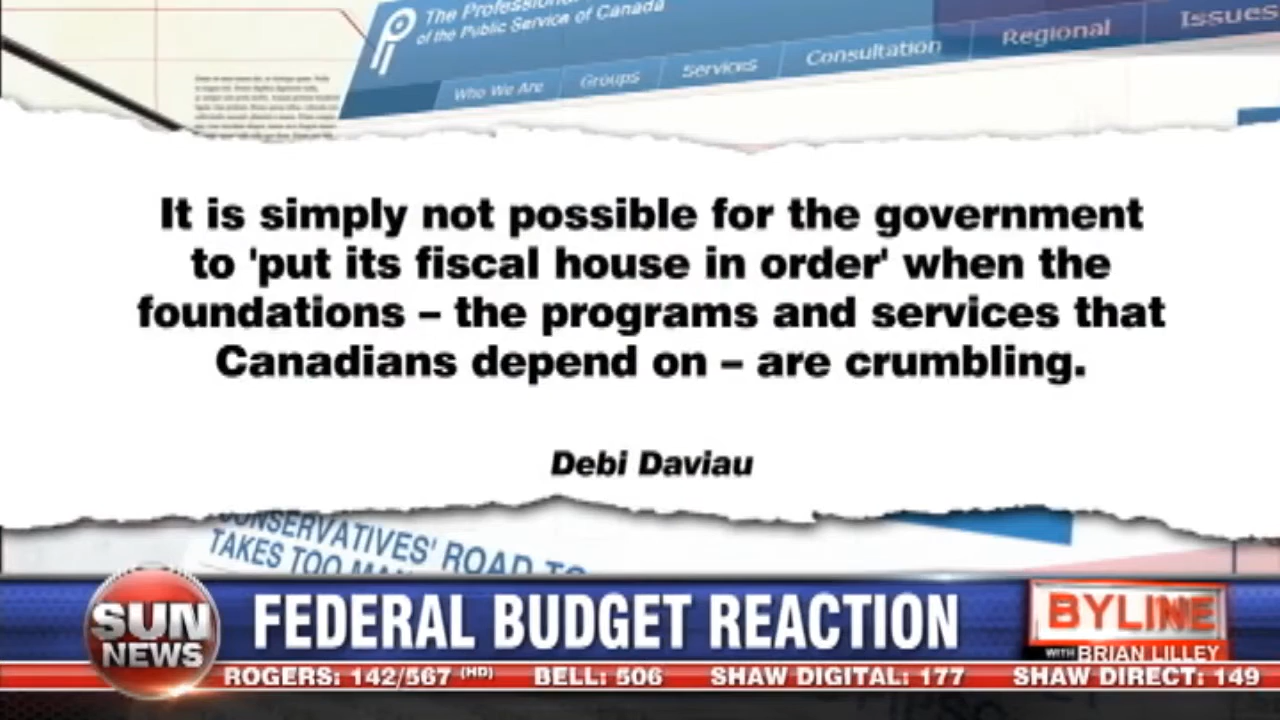 The Professional
of the Public Service of Canada
Who We Are
Groups
Services
Consultation
Regional
Issues
It is simply not possible for the government
to 'put its fiscal house in order' when the
foundations – the programs and services that
Canadians depend on – are crumbling.
Debi Daviau
CONSERVATIVES' ROAD TO
TAKES TOO
SUN
NEWS
FEDERAL BUDGET REACTION
BYLINE
WITH BRIAN LILLEY
ROGERS: 142/567 (HD) BELL: 506 SHAW DIGITAL: 177 SHAW DIRECT: 149